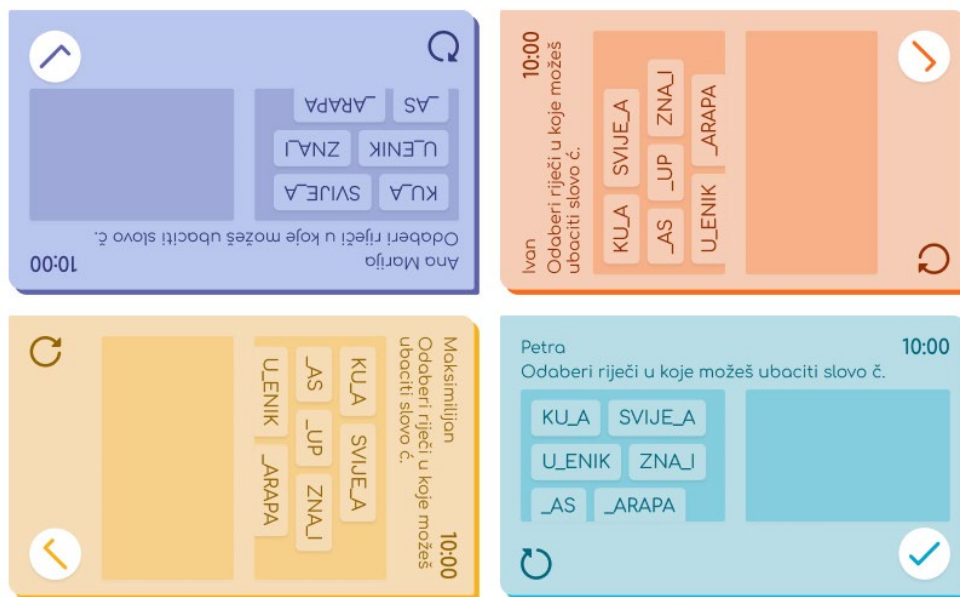 Ana Marija 10:00
Odaberi riječi u koje možeš ubaciti slovo č.
KU_A SVIJE_A
U_ENIK ZNA_I
_AS _ARAPA
Ivan 10:00
Odaberi riječi u koje možeš
ubaciti slovo č.
KU_A SVIJE_A
_AS _UP ZNA_I
U_ENIK _ARAPA
Maksimilijan 10:00
Odaberi riječi u koje možeš
ubaciti slovo č.
KU_A SVIJE_A
_AS _UP ZNA_I
U_ENIK _ARAPA
Petra 10:00
Odaberi riječi u koje možeš ubaciti slovo č.
KU_A SVIJE_A
U_ENIK ZNA_I
_AS _ARAPA